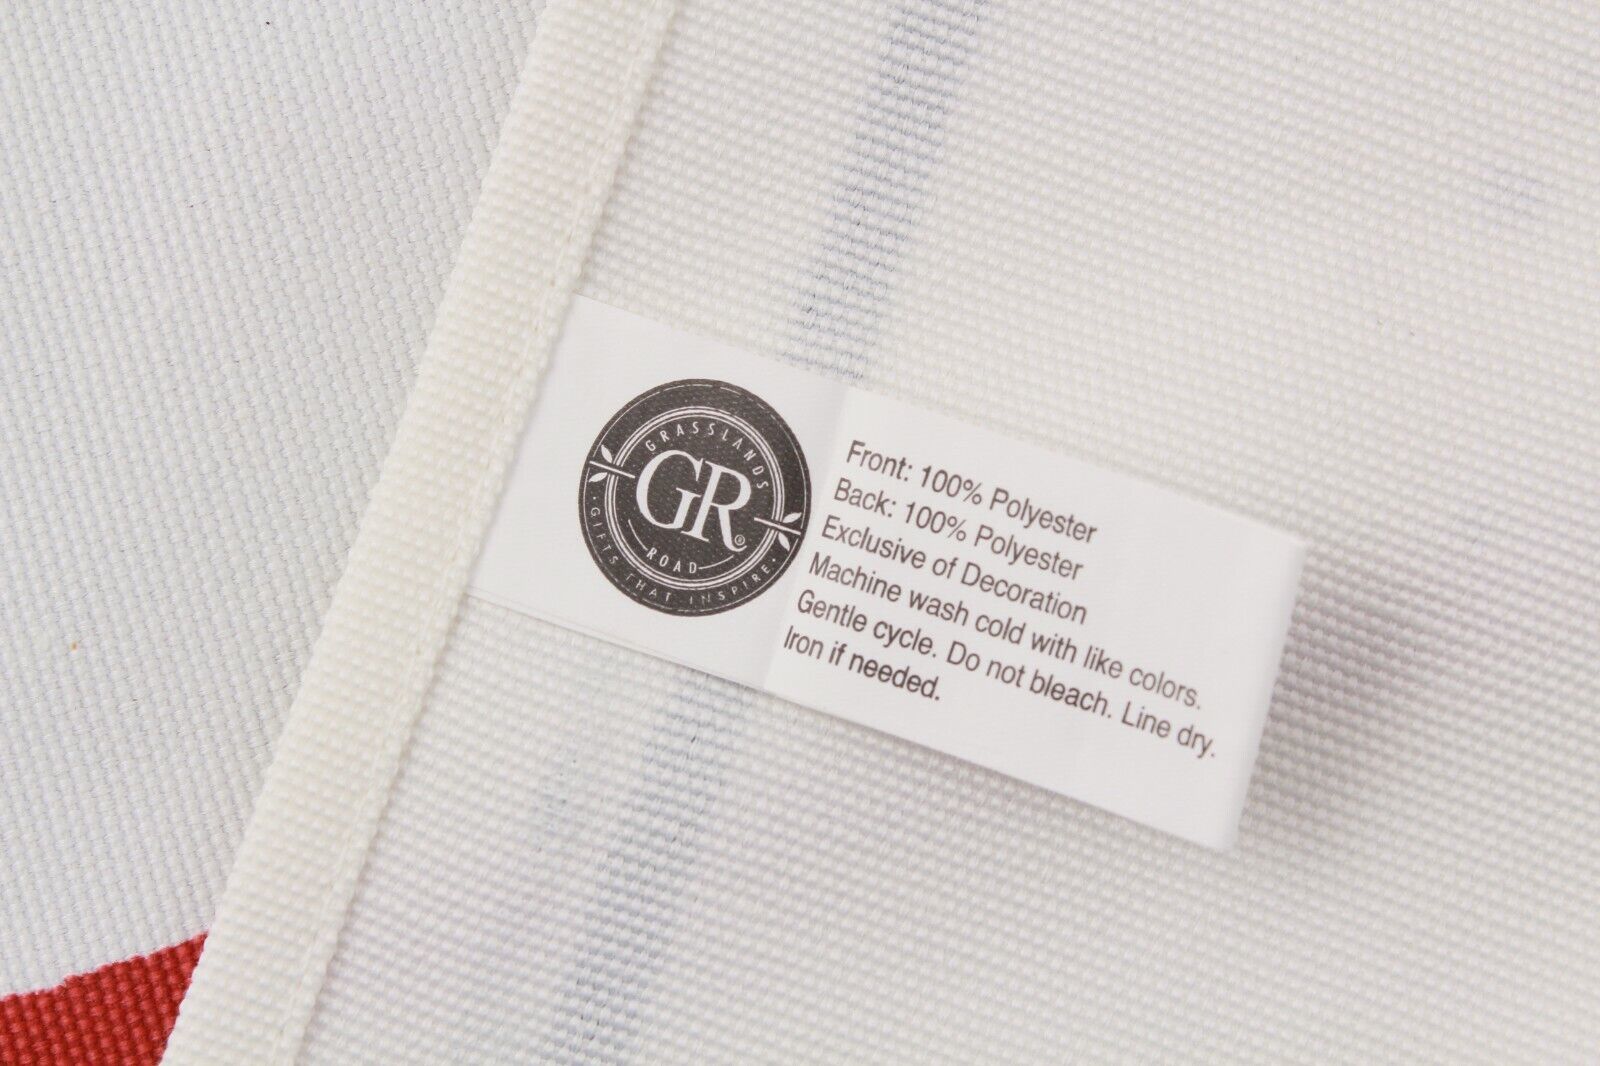 GRASSLANDS
GR®
ROAD
· GIFTS THAT INSPIRE ·
Front: 100% Polyester
Back: 100% Polyester
Exclusive of Decoration
Machine wash cold with like colors.
Gentle cycle. Do not bleach. Line dry.
Iron if needed.